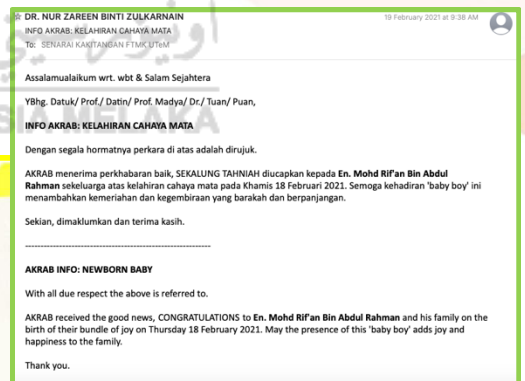 DR. NUR ZAREEN BINTI ZULKARNAIN
19 February 2021 at 9:38 AM
INFO AKRAB: KELAHIRAN CAHAYA MATA
To: SENARAI KAKITANGAN FTMK UTeM
Assalamualaikum wrt. wbt & Salam Sejahtera
YBhg. Datuk/ Prof./ Datin/ Prof. Madya/ Dr./ Tuan/ Puan,
INFO AKRAB: KELAHIRAN CAHAYA MATA
Dengan segala hormatnya perkara di atas adalah dirujuk.
AKRAB menerima perkhabaran baik, SEKALUNG TAHNIAH diucapkan kepada En. Mohd Rif'an Bin Abdul
Rahman sekeluarga atas kelahiran cahaya mata pada Khamis 18 Februari 2021. Semoga kehadiran 'baby boy' ini
menambahkan kemeriahan dan kegembiraan yang barakah dan berpanjangan.
Sekian, dimaklumkan dan terima kasih.
------------------------------------------------------------
AKRAB INFO: NEWBORN BABY
With all due respect the above is referred to.
AKRAB received the good news, CONGRATULATIONS to En. Mohd Rif'an Bin Abdul Rahman and his family on the
birth of their bundle of joy on Thursday 18 February 2021. May the presence of this 'baby boy' adds joy and
happiness to the family.
Thank you.